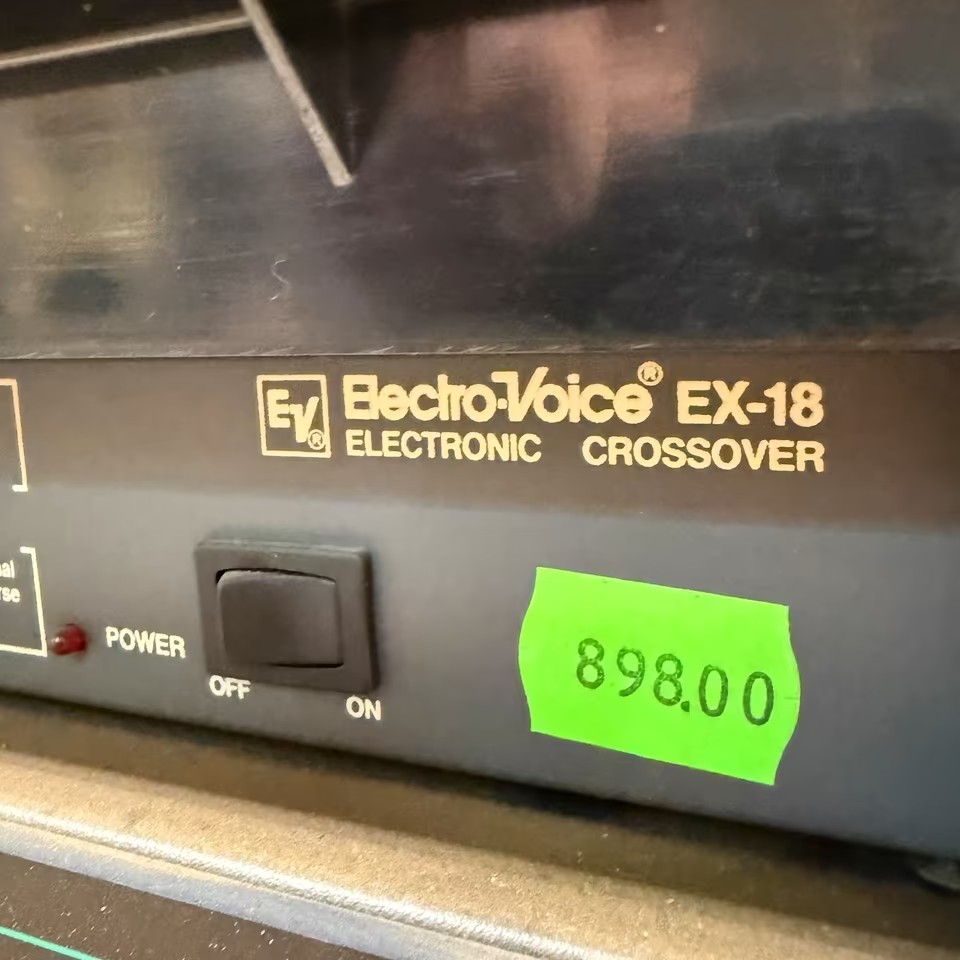 EV®
Electro-Voice® EX-18
ELECTRONIC CROSSOVER
POWER
OFF
ON
898.00